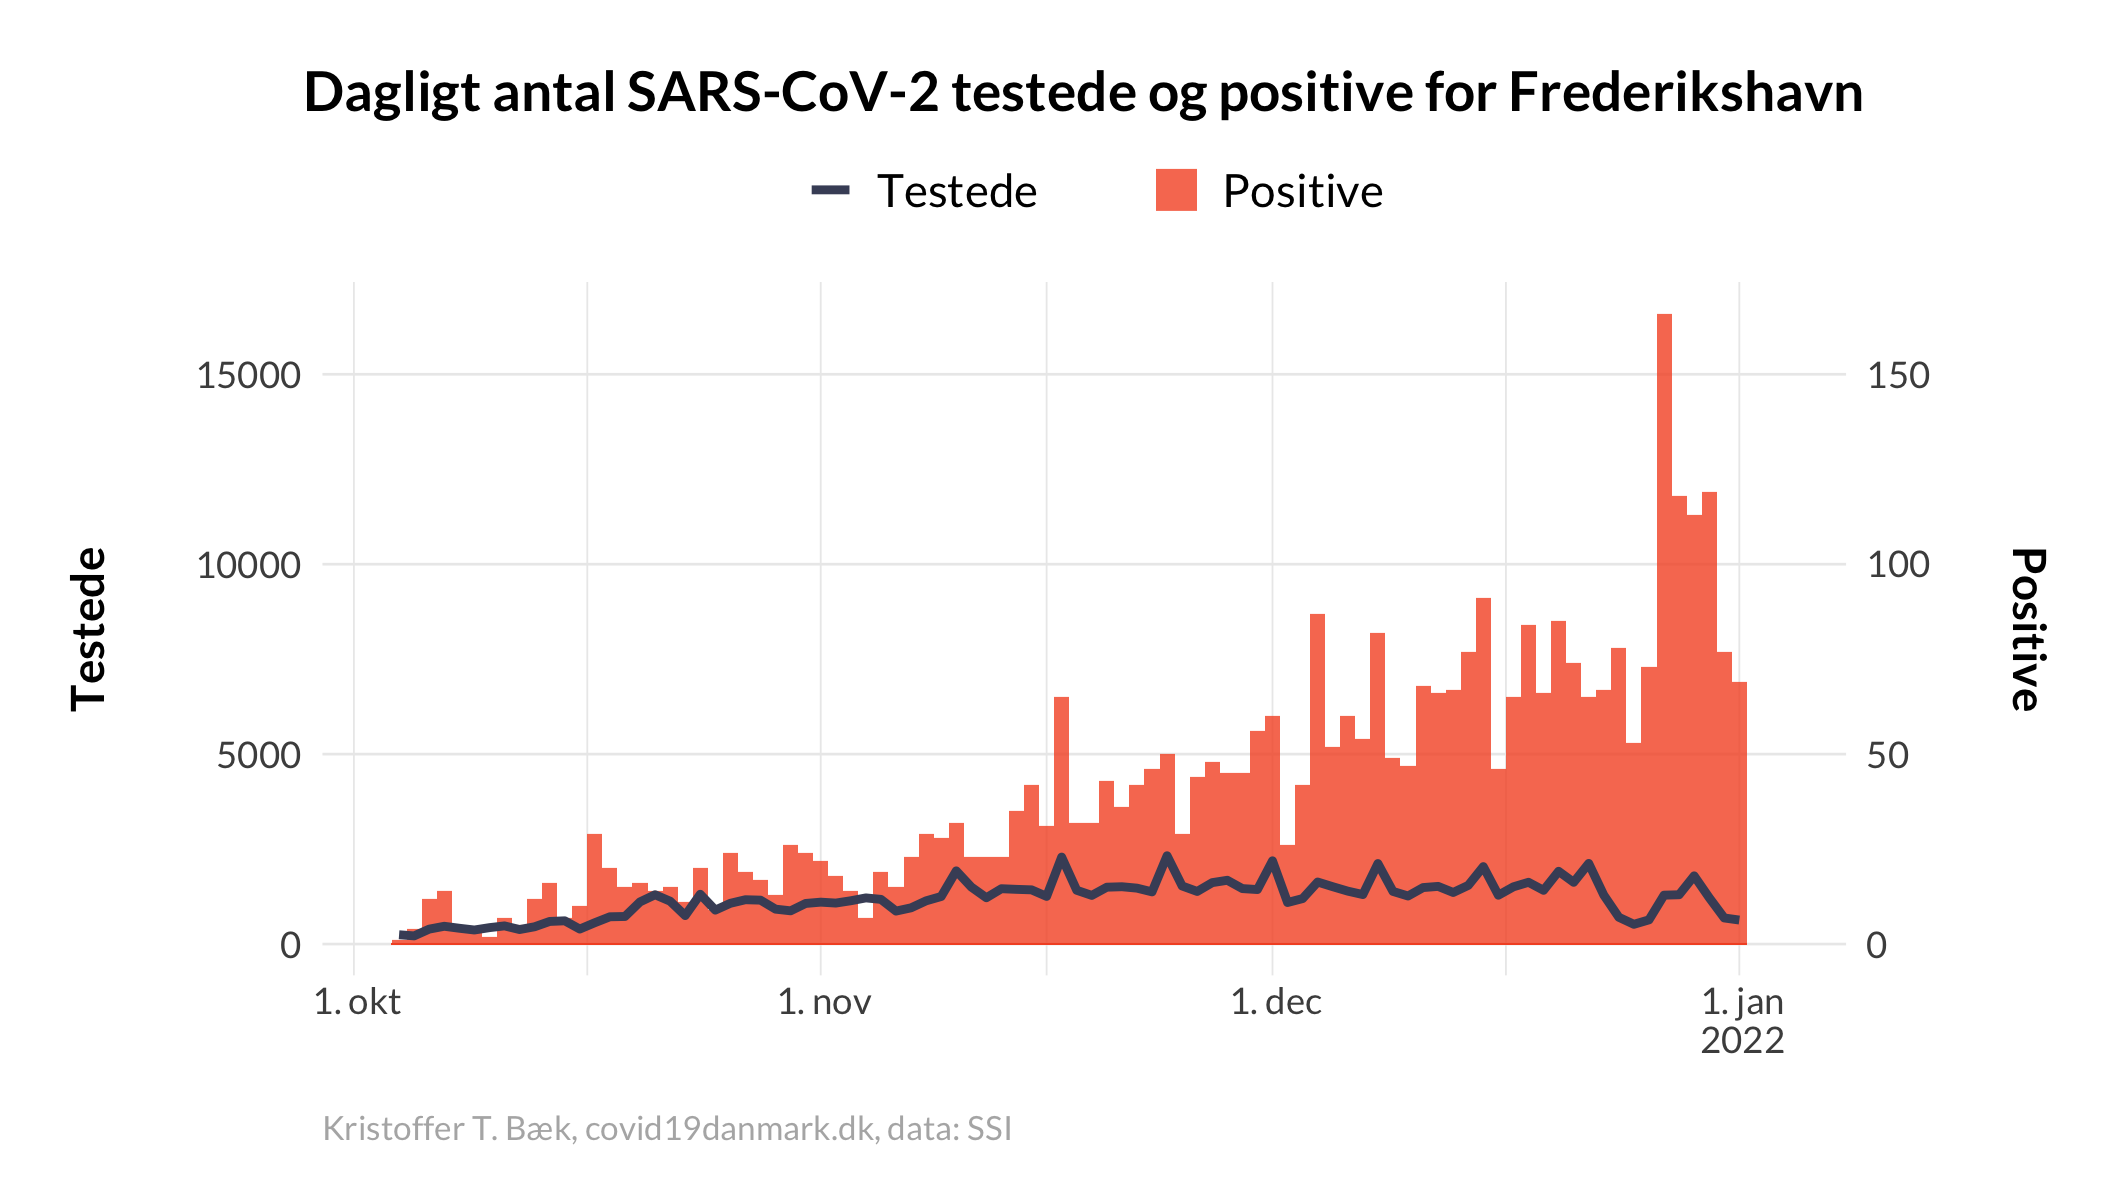 Dagligt antal SARS-CoV-2 testede og positive for Frederikshavn
Testede
Positive
15000
10000
5000
0
150
100
50
0
Testede
Positive
1. okt
1. nov
1. dec
1. jan
2022
Kristoffer T. Bæk, covid19danmark.dk, data: SSI